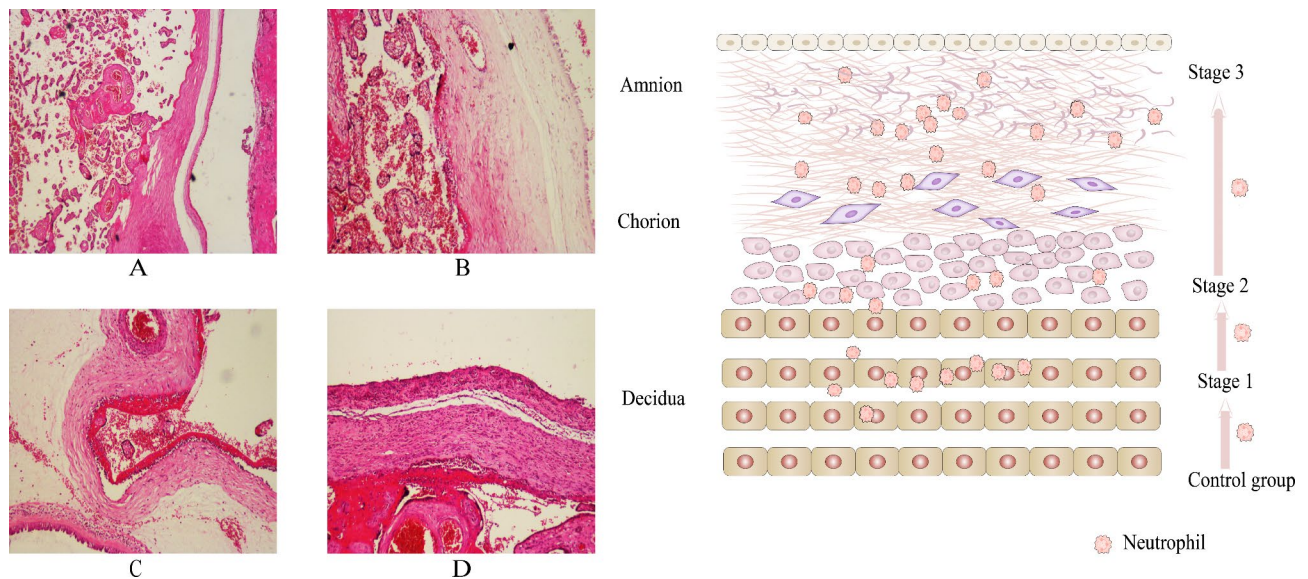 A
B
C
D
Amnion
Chorion
Decidua
Stage 3
Stage 2
Stage 1
Control group
Neutrophil